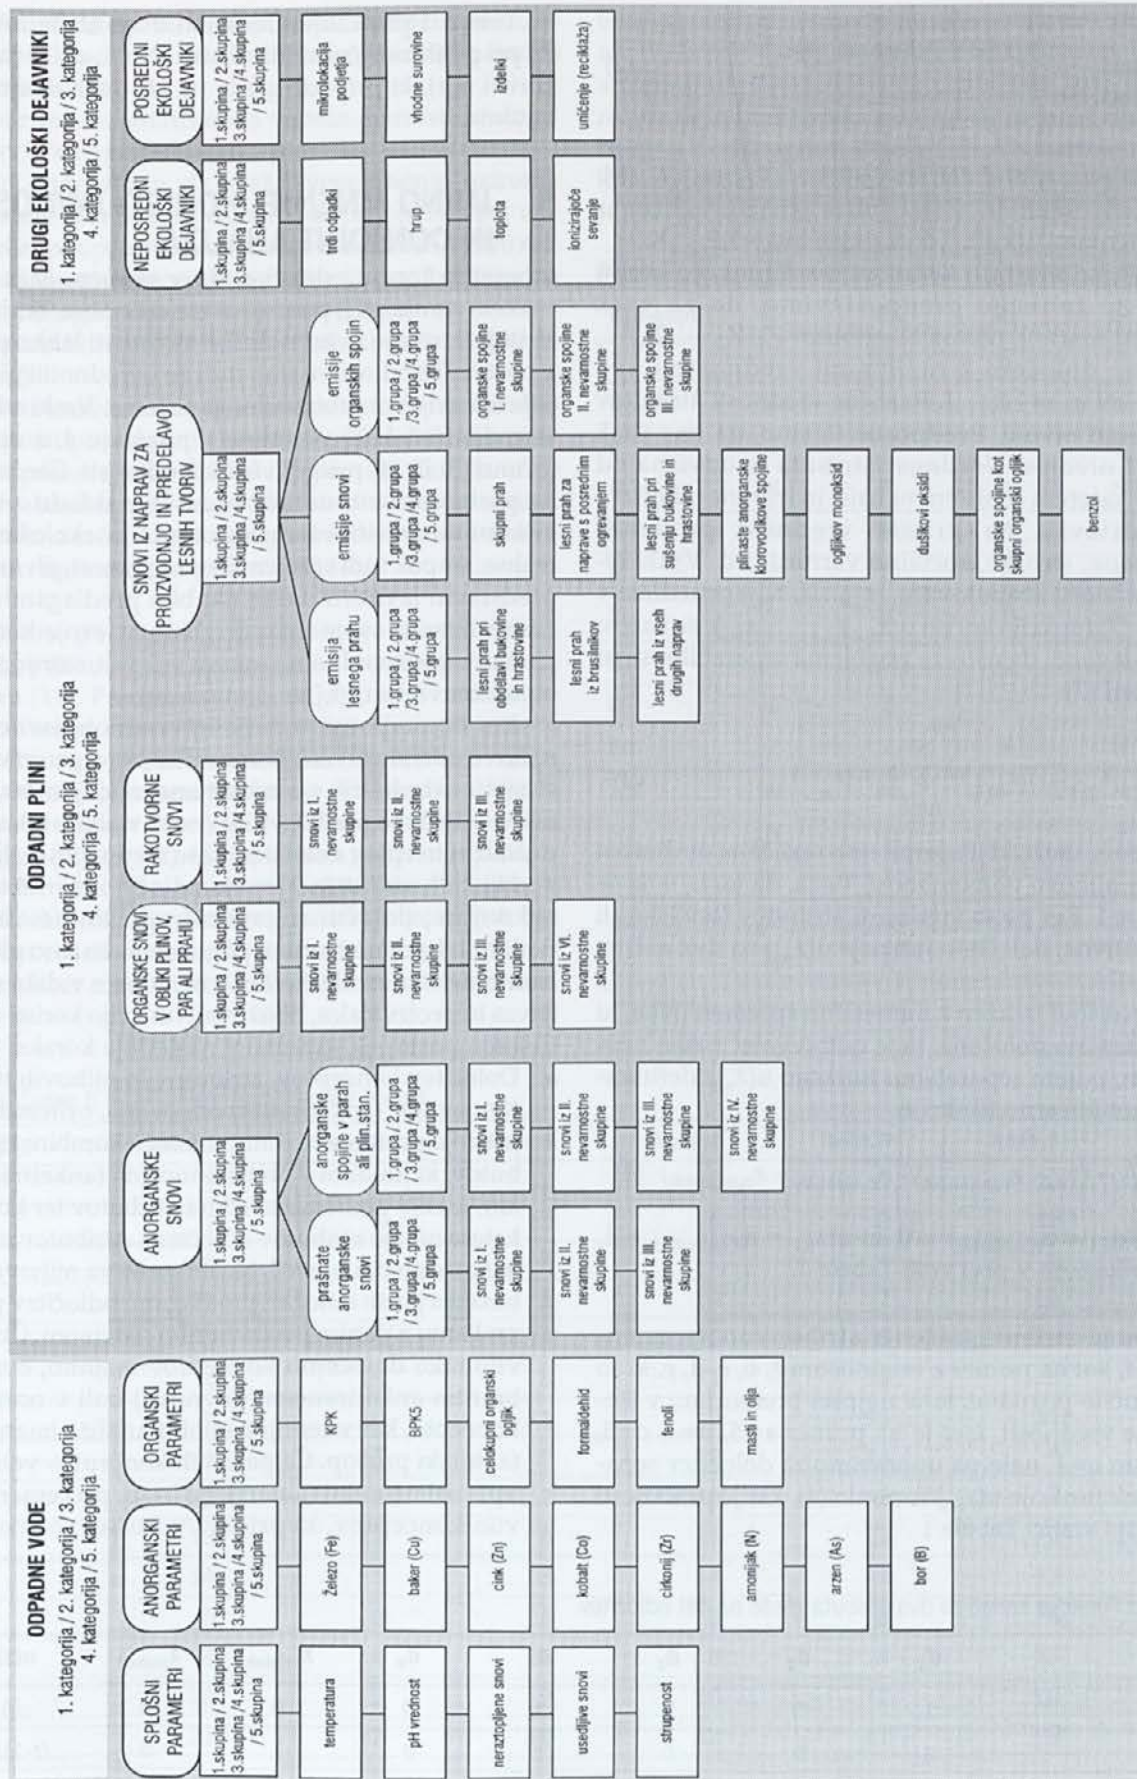 ODPADNE VODE
1. kategorija / 2. kategorija / 3. kategorija
4. kategorija / 5. kategorija
SPLOŠNI
PARAMETRI
1.skupina / 2.skupina
3.skupina /4.skupina
/ 5.skupina
temperatura
pH vrednost
neraztopljene snovi
usedljive snovi
strupenost
ANORGANSKI
PARAMETRI
1.skupina / 2.skupina
3.skupina /4.skupina
/ 5.skupina
Železo (Fe)
baker (Cu)
cink (Zn)
kobalt (Co)
cirkonij (Zr)
amonijak (N)
arzen (As)
bor (B)
ORGANSKI
PARAMETRI
1.skupina / 2.skupina
3.skupina /4.skupina
/ 5.skupina
KPK
BPK5
celokupni organski
ogljik
formaldehid
fenoli
masti in olja
ODPADNI PLINI
1. kategorija / 2. kategorija / 3. kategorija
4. kategorija / 5. kategorija
ANORGANSKE
SNOVI
1.skupina / 2.skupina
3.skupina /4.skupina
/ 5.skupina
prašnate
anorganske
snovi
1.grupa / 2.grupa
/ 3.grupa /4.grupa
/ 5.grupa
snovi iz I.
nevarnostne
skupine
snovi iz II.
nevarnostne
skupine
snovi iz III.
nevarnostne
skupine
anorganske
spojine v parah
ali plin.stan.
1.grupa / 2.grupa
/ 3.grupa /4.grupa
/ 5.grupa
snovi iz I.
nevarnostne
skupine
snovi iz II.
nevarnostne
skupine
snovi iz III.
nevarnostne
skupine
snovi iz IV.
nevarnostne
skupine
ORGANSKE SNOVI
V OBLIKI PLINOV,
PAR ALI PRAHU
1.skupina / 2.skupina
3.skupina /4.skupina
/ 5.skupina
snovi iz I.
nevarnostne
skupine
snovi iz II.
nevarnostne
skupine
snovi iz III.
nevarnostne
skupine
snovi iz VI.
nevarnostne
skupine
RAKOTVORNE
SNOVI
1.skupina / 2.skupina
3.skupina /4.skupina
/ 5.skupina
snovi iz I.
nevarnostne
skupine
snovi iz II.
nevarnostne
skupine
snovi iz III.
nevarnostne
skupine
SNOVI IZ NAPRAV ZA
PROIZVODNJO IN PREDELAVO
LESNIH TVORIV
1.skupina / 2.skupina
3.skupina /4.skupina
/ 5.skupina
emisija
lesnega prahu
1.grupa / 2.grupa
/3.grupa /4.grupa
/ 5.grupa
lesni prah pri
obdelavi bukovine
in hrastovine
lesni prah
iz brusilnikov
lesni prah iz vseh
drugih naprav
emisije snovi
1.grupa / 2.grupa
/3.grupa /4.grupa
/ 5.grupa
skupni prah
lesni prah za
naprave s posrednim
ogrevanjem
lesni prah pri
sušenju bukovine in
hrastovine
plinaste anorganske
klorovodikove spojine
ogljikov monoksid
dušikovi oksidi
organske spojine kot
skupni organski ogljik
benzol
emisije
organskih spojin
1.grupa / 2.grupa
/3.grupa /4.grupa
/ 5.grupa
organske spojine
I. nevarnostne
skupine
organske spojine
II. nevarnostne
skupine
organske spojine
III. nevarnostne
skupine
DRUGI EKOLOŠKI DEJAVNIKI
1. kategorija / 2. kategorija / 3. kategorija
4. kategorija / 5. kategorija
NEPOSREDNI
EKOLOŠKI
DEJAVNIKI
1.skupina / 2.skupina
3.skupina /4.skupina
/ 5.skupina
trdi odpadki
hrup
toplota
ionizirajoče
sevanje
POSREDNI
EKOLOŠKI
DEJAVNIKI
1.skupina / 2.skupina
3.skupina /4.skupina
/ 5.skupina
mikrolokacija
podjetja
vhodne surovine
izdelki
uničenje (reciklaža)